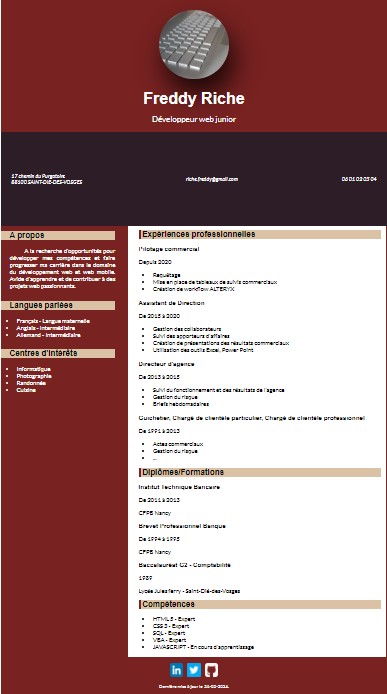 Freddy Riche
Développeur web junior
17 chemin du Purgatoire
88100 SAINT-DIE-DES-VOSGES
riche.freddy@gmail.com
06 01 02 03 04
A propos
A la recherche d'opportunités pour
développer mes compétences et faire
progresser ma carrière dans le domaine
du développement web et web mobile.
Avide d'apprendre et de contribuer à des
projets web passionnants.
Langues parlées
Français - Langue maternelle
Anglais - Intermédiaire
Allemand - Intermédiaire
Centres d'intérêts
Informatique
Photographie
Randonnée
Cuisine
Expériences professionnelles
Pilotage commercial
Depuis 2020
Requêtage
Mise en place de tableaux de suivis commerciaux
Création de workflow ALTERYX
Assistant de Direction
De 2015 à 2020
Gestion des collaborateurs
Suivi des apporteurs d'affaires
Création de présentations des résultats commerciaux
Utilisation des outils Excel, Power Point
Directeur d'agence
De 2013 à 2015
Suivi du fonctionnement et des résultats de l'agence
Gestion du risque
Briefs hebdomadaires
Guichetier, Chargé de clientèle particulier, Chargé de clientèle professionnel
De 1991 à 2013
Actes commerciaux
Gestion du risque
...
Diplômes/Formations
Institut Technique Bancaire
De 2011 à 2013
CFPB Nancy
Brevet Professionnel Banque
De 1994 à 1995
CFPB Nancy
Baccalauréat G2 - Comptabilité
1989
Lycée Jules ferry - Saint-Dié-des-Vosges
Compétences
HTML 5 - Expert
CSS 3 - Expert
SQL - Expert
VBA - Expert
JAVASCRIPT - En cours d'apprentissage